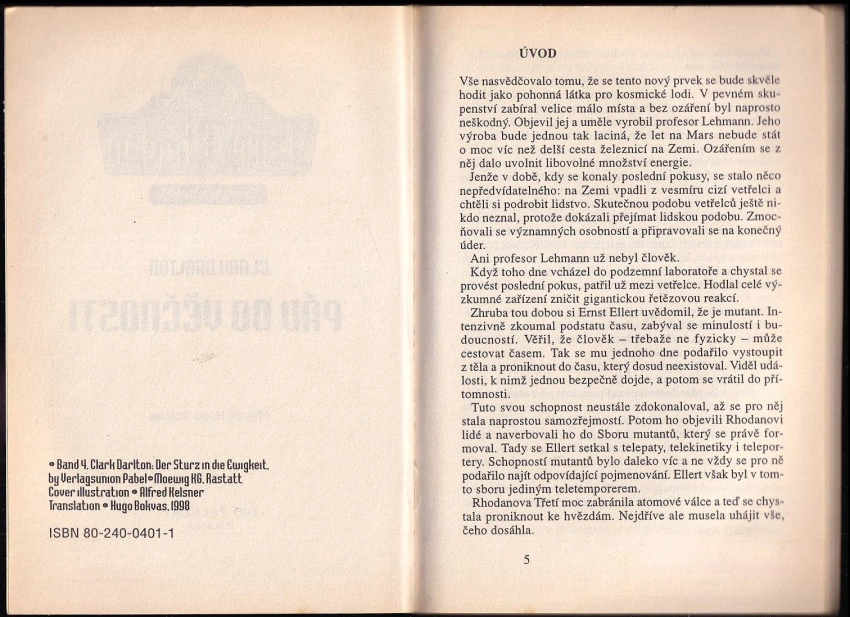 • Band 4, Clark Darlton: Der Sturz in die Ewigkeit,
by Verlagsunion Pabel•Moewig KG, Rastatt
Cover illustration • Alfred Kelsner
Translation • Hugo Bokvas, 1998
ISBN 80-240-0401-1
ÚVOD
Vše nasvědčovalo tomu, že se tento nový prvek se bude skvěle
hodit jako pohonná látka pro kosmické lodi. V pevném sku-
penství zabíral velice málo místa a bez ozáření byl naprosto
neškodný. Objevil jej a uměle vyrobil profesor Lehmann. Jeho
výroba bude jednou tak laciná, že let na Mars nebude stát
o moc víc než delší cesta železnicí na Zemi. Ozářením se z
něj dalo uvolnit libovolné množství energie.
Jenže v době, kdy se konaly poslední pokusy, se stalo něco
nepředvídatelného: na Zemi vpadli z vesmíru cizí vetřelci a
chtěli si podrobit lidstvo. Skutečnou podobu vetřelců ještě ni-
kdo neznal, protože dokázali přejímat lidskou podobu. Zmoc-
ňovali se významných osobností a připravovali se na konečný
úder.
Ani profesor Lehmann už nebyl člověk.
Když toho dne vcházel do podzemní laboratoře a chystal se
provést poslední pokus, patřil už mezi vetřelce. Hodlal celé vý-
zkumné zařízení zničit gigantickou řetězovou reakcí.
Zhruba tou dobou si Ernst Ellert uvědomil, že je mutant. In-
tenzivně zkoumal podstatu času, zabýval se minulostí i bu-
doucností. Věřil, že člověk – třebaže ne fyzicky – může
cestovat časem. Tak se mu jednoho dne podařilo vystoupit
z těla a proniknout do času, který dosud neexistoval. Viděl udá-
losti, k nimž jednou bezpečně dojde, a potom se vrátil do pří-
tomnosti.
Tuto svou schopnost neustále zdokonaloval, až se pro něj
stala naprostou samozřejmostí. Potom ho objevili Rhodanovi
lidé a naverbovali ho do Sboru mutantů, který se právě for-
moval. Tady se Ellert setkal s telepaty, telekinetiky i telepor-
tery. Schopností mutantů bylo daleko víc a ne vždy se pro ně
podařilo najít odpovídající pojmenování. Ellert však byl v tom-
to sboru jediným teletemporerem.
Rhodanova Třetí moc zabránila atomové válce a teď se chys-
tala proniknout ke hvězdám. Nejdříve ale musela uhájit vše,
čeho dosáhla.
5